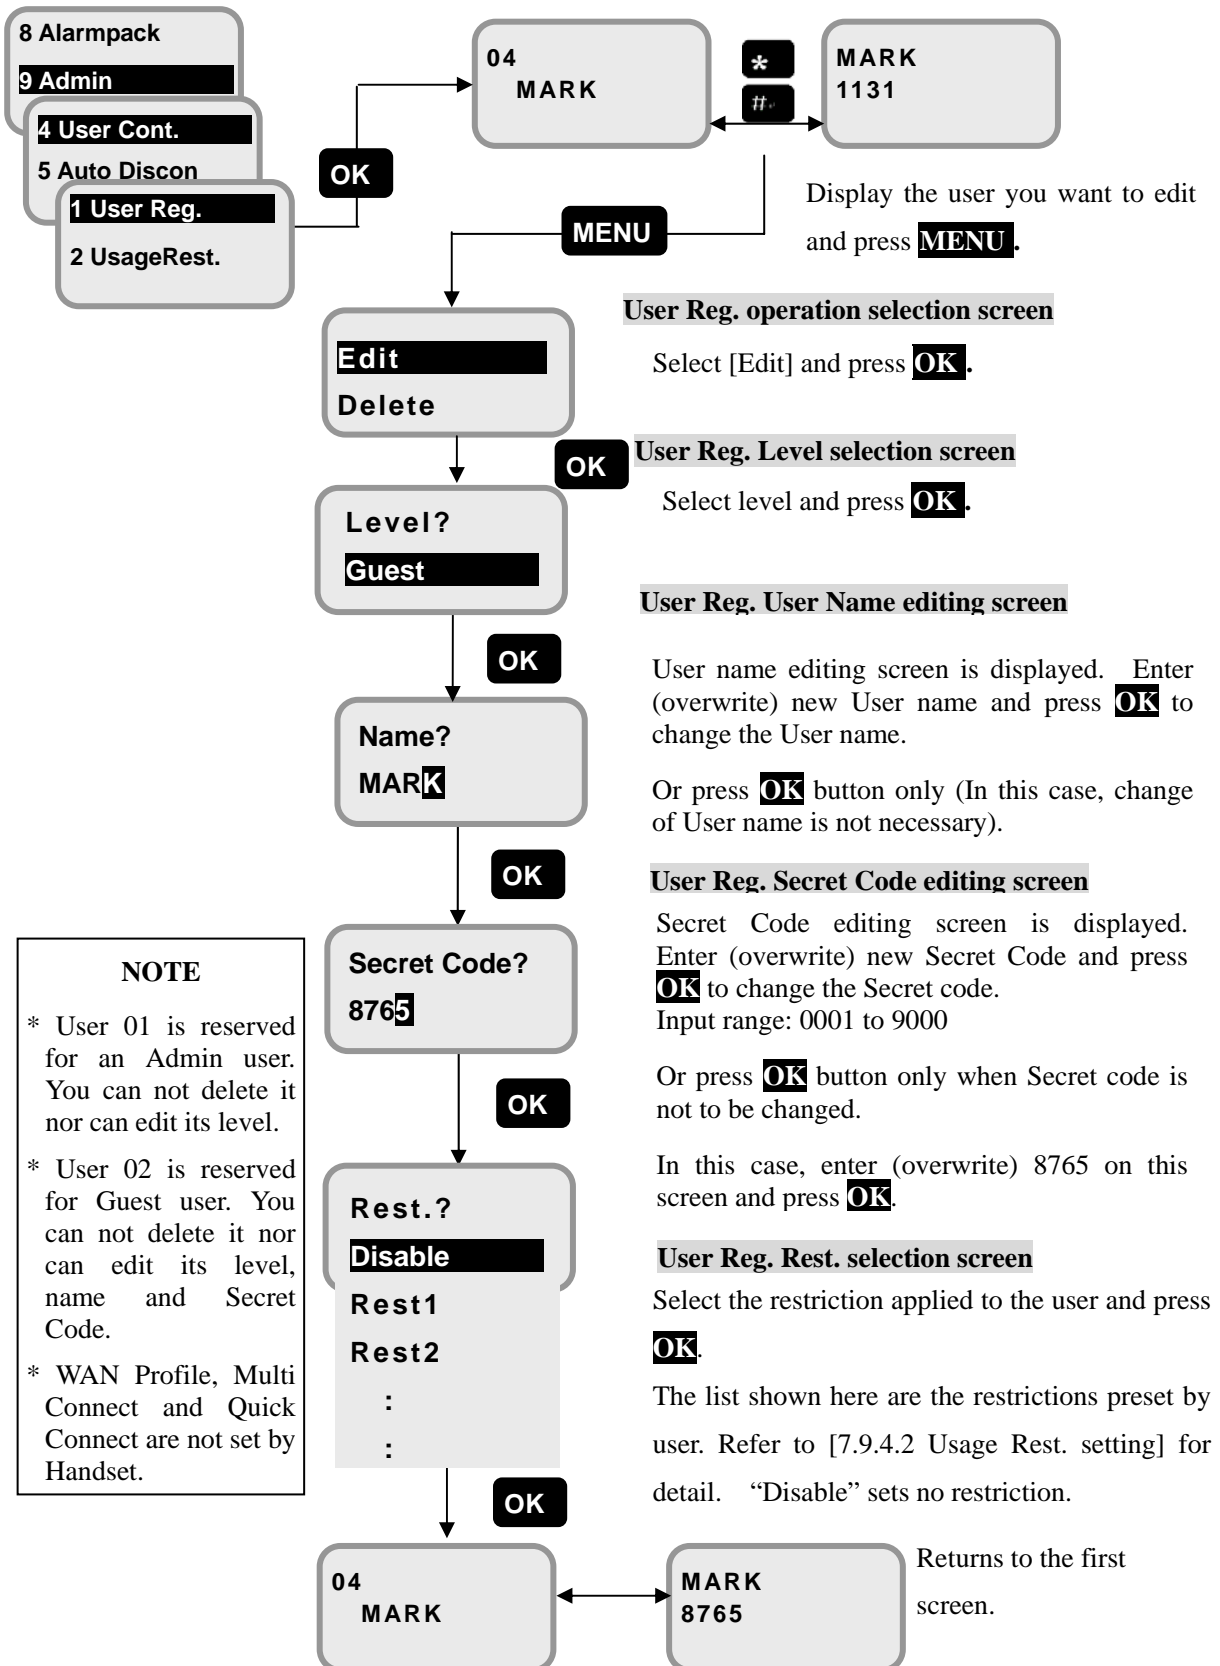 8 Alarmpack
9 Admin
4 User Cont.
5 Auto Discon
1 User Reg.
2 UsageRest.
OK
04
MARK
*
#
MARK
1131
Display the user you want to edit
and press MENU .
MENU
User Reg. operation selection screen
Edit
Delete
Select [Edit] and press OK .
OK
User Reg. Level selection screen
Level?
Guest
Select level and press OK .
OK
User Reg. User Name editing screen
Name?
MARK
User name editing screen is displayed. Enter
(overwrite) new User name and press OK to
change the User name.
Or press OK button only (In this case, change
of User name is not necessary).
OK
User Reg. Secret Code editing screen
Secret Code?
8765
Secret Code editing screen is displayed.
Enter (overwrite) new Secret Code and press
OK to change the Secret code.
Input range: 0001 to 9000
Or press OK button only when Secret code is
not to be changed.
In this case, enter (overwrite) 8765 on this
screen and press OK.
OK
NOTE
* User 01 is reserved
for an Admin user.
You can not delete it
nor can edit its level.
* User 02 is reserved
for Guest user. You
can not delete it nor
can edit its level,
name and Secret
Code.
* WAN Profile, Multi
Connect and Quick
Connect are not set by
Handset.
Rest.?
Disable
Rest1
Rest2
:
:
User Reg. Rest. selection screen
Select the restriction applied to the user and press
OK.
The list shown here are the restrictions preset by
user. Refer to [7.9.4.2 Usage Rest. setting] for
detail. “Disable” sets no restriction.
OK
04
MARK
MARK
8765
Returns to the first
screen.